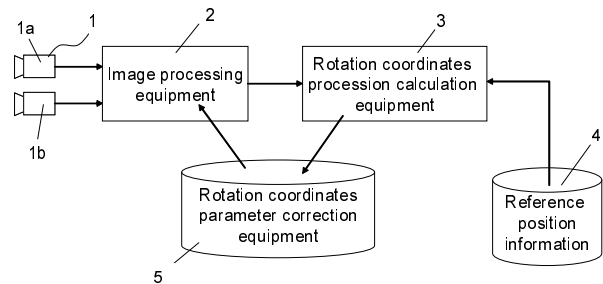 1a
1
2
3
Image processing
equipment
Rotation coordinates
procession calculation
equipment
1b
4
Rotation coordinates
parameter correction
equipment
Reference
position
information
5